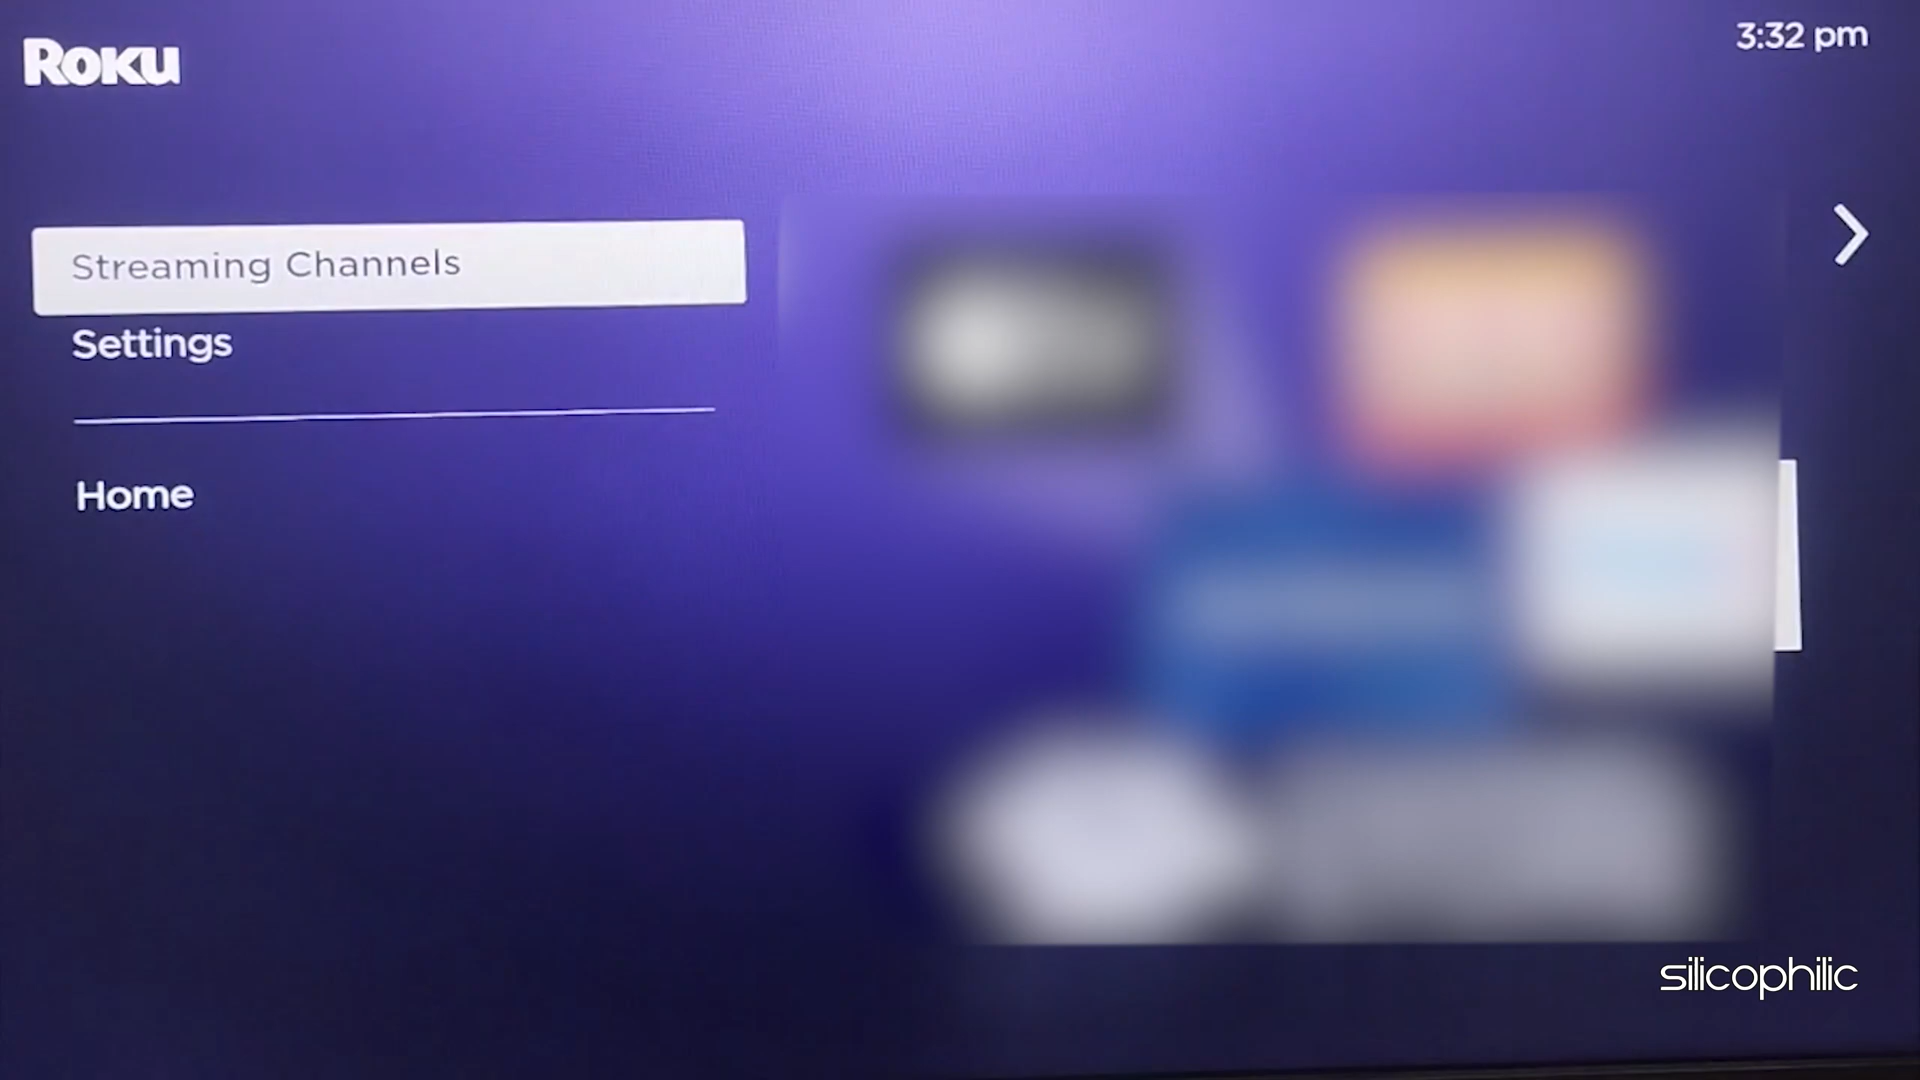 Roku
3:32 pm
Streaming Channels
Settings
Home
silicophilic